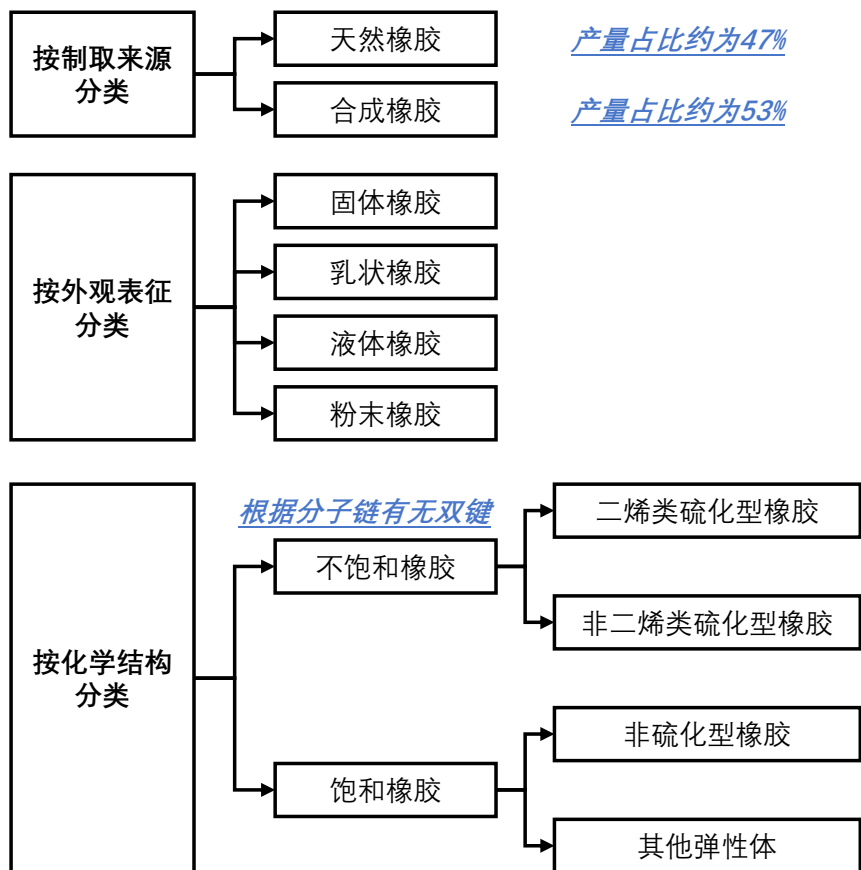 按制取来源
分类
天然橡胶
产量占比约为47%
合成橡胶
产量占比约为53%
按外观表征
分类
固体橡胶
乳状橡胶
液体橡胶
粉末橡胶
按化学结构
分类
根据分子链有无双键
不饱和橡胶
二烯类硫化型橡胶
非二烯类硫化型橡胶
饱和橡胶
非硫化型橡胶
其他弹性体